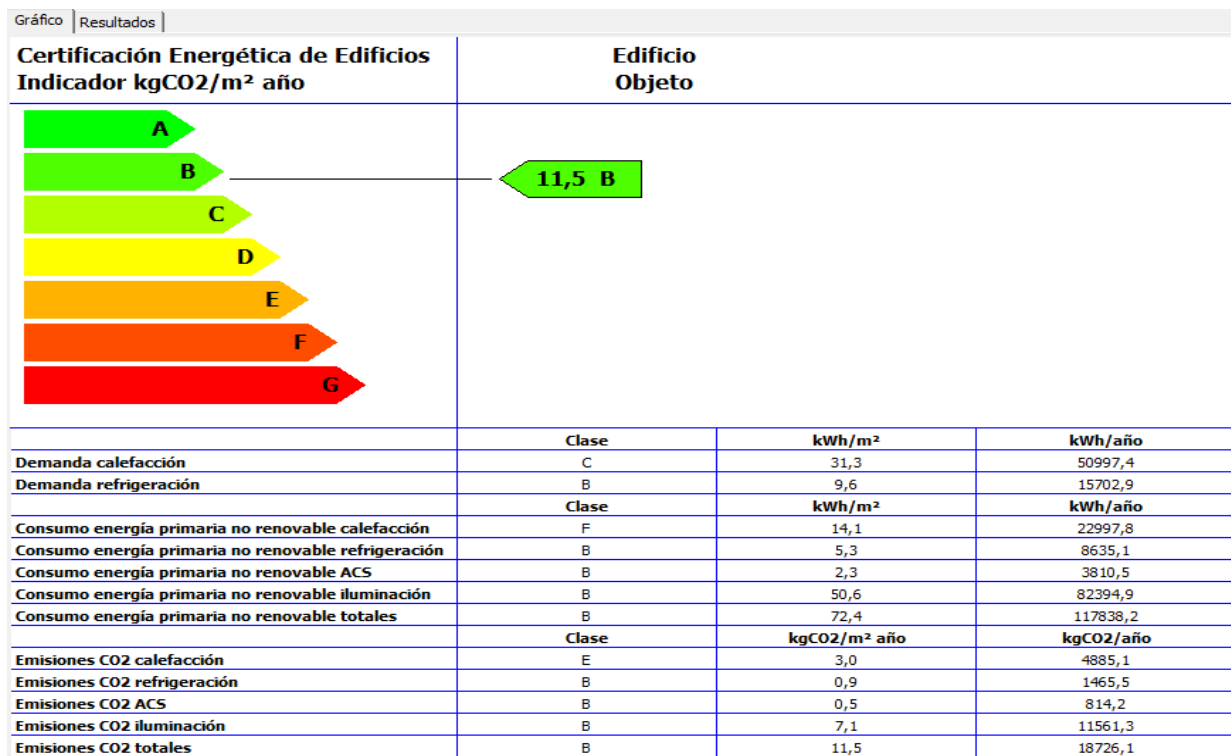 Gráfico Resultados
Certificación Energética de Edificios
Indicador kgCO2/m² año
Edificio
Objeto
A
B
11,5 B
C
D
E
F
G
Clase kWh/m² kWh/año
Demanda calefacción C 31,3 50997,4
Demanda refrigeración B 9,6 15702,9
Clase kWh/m² kWh/año
Consumo energía primaria no renovable calefacción F 14,1 22997,8
Consumo energía primaria no renovable refrigeración B 5,3 8635,1
Consumo energía primaria no renovable ACS B 2,3 3810,5
Consumo energía primaria no renovable iluminación B 50,6 82394,9
Consumo energía primaria no renovable totales B 72,4 117838,2
Clase kgCO2/m² año kgCO2/año
Emisiones CO2 calefacción E 3,0 4885,1
Emisiones CO2 refrigeración B 0,9 1465,5
Emisiones CO2 ACS B 0,5 814,2
Emisiones CO2 iluminación B 7,1 11561,3
Emisiones CO2 totales B 11,5 18726,1